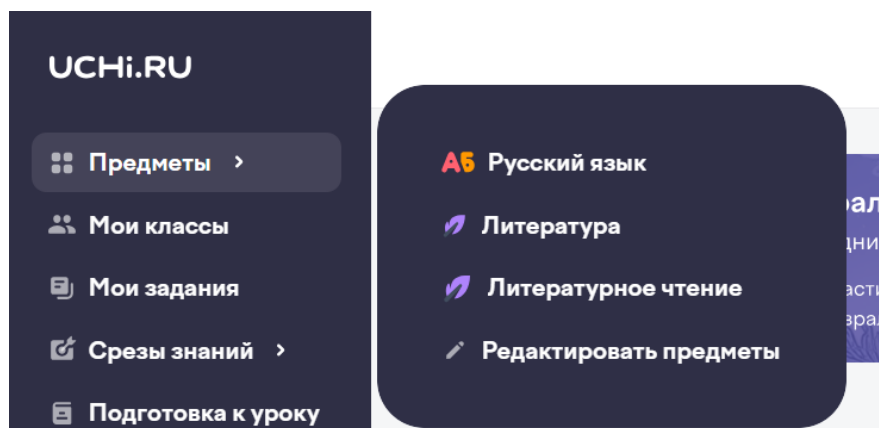 UCHi.RU
Предметы
Мои классы
Мои задания
Срезы знаний
Подготовка к уроку
АБ Русский язык
Литература
Литературное чтение
Редактировать предметы